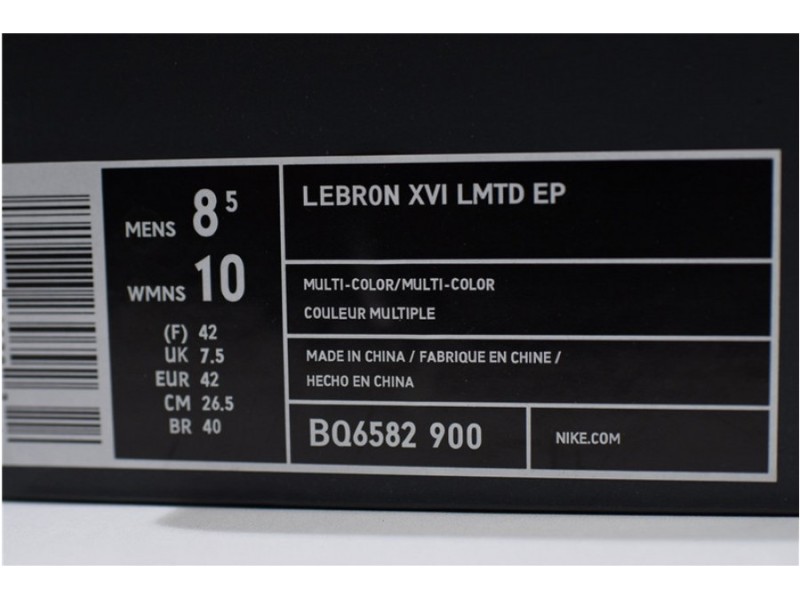 MENS 8 5
WMNS 10
(F) 42
UK 7.5
EUR 42
CM 26.5
BR 40
LEBRON XVI LMTD EP
MULTI-COLOR/MULTI-COLOR
COULEUR MULTIPLE
MADE IN CHINA / FABRIQUE EN CHINE /
HECHO EN CHINA
BQ6582 900
NIKE.COM